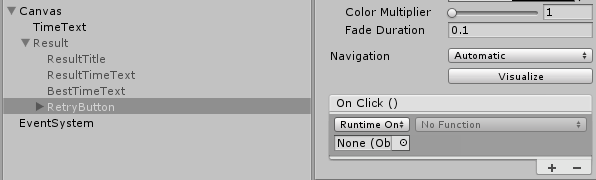 Canvas
TimeText
Result
ResultTitle
ResultTimeText
BestTimeText
RetryButton
EventSystem
Color Multiplier 1
Fade Duration 0.1
Navigation Automatic
Visualize
On Click ()
Runtime On No Function
None (Ob
+ −